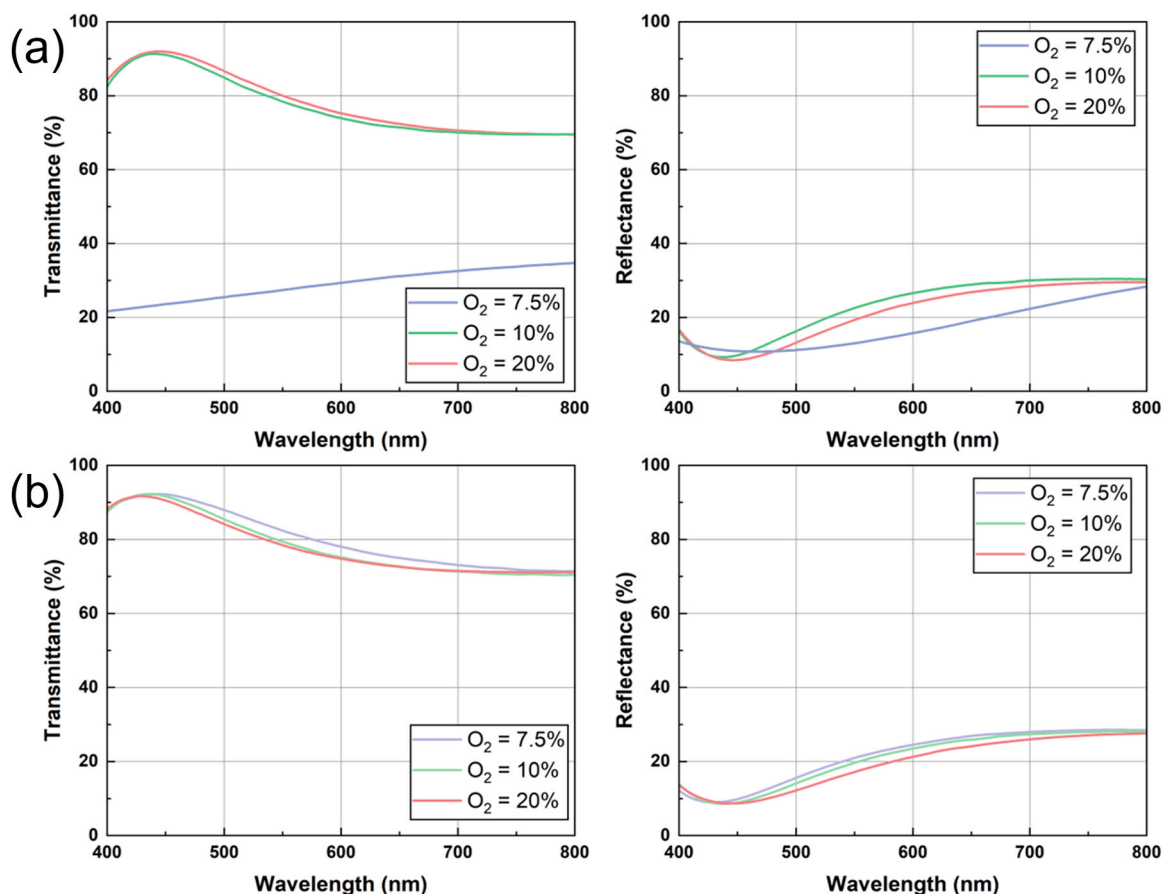 (a)
Transmittance (%)
100
80
60
40
20
0
O₂ = 7.5%
O₂ = 10%
O₂ = 20%
400 500 600 700 800
Wavelength (nm)
Reflectance (%)
100
80
60
40
20
0
O₂ = 7.5%
O₂ = 10%
O₂ = 20%
400 500 600 700 800
Wavelength (nm)
(b)
Transmittance (%)
100
80
60
40
20
0
O₂ = 7.5%
O₂ = 10%
O₂ = 20%
400 500 600 700 800
Wavelength (nm)
Reflectance (%)
100
80
60
40
20
0
O₂ = 7.5%
O₂ = 10%
O₂ = 20%
400 500 600 700 800
Wavelength (nm)